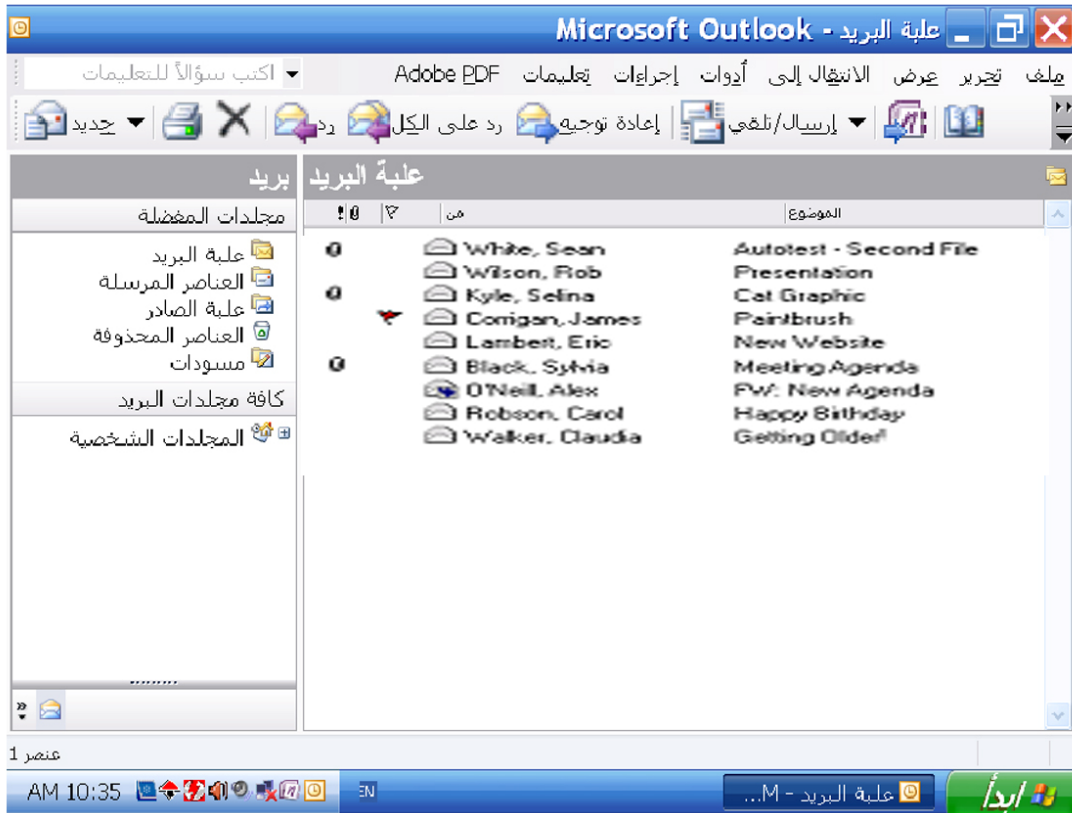 علبة البريد - Microsoft Outlook
ملف تحرير عرض الانتقال إلى أدوات إجراءات تعليمات Adobe PDF اكتب سؤالاً للتعليمات
إرسال/تلقي إعادة توجيه رد على الكل رد جديد
علبة البريد
بريد
من الموضوع
White, Sean Autotest - Second File
Wilson, Rob Presentation
Kyle, Selina Cat Graphic
Corrigan, James Paintbrush
Lambert, Eric New Website
Black, Sylvia Meeting Agenda
O'Neill, Alex FW: New Agenda
Robson, Carol Happy Birthday
Walker, Claudia Getting Older!
مجلدات المفضلة
علبة البريد
العناصر المرسلة
علبة الصادر
العناصر المحذوفة
مسودات
كافة مجلدات البريد
المجلدات الشخصية
عنصر 1
ابدأ علبة البريد - M... EN AM 10:35